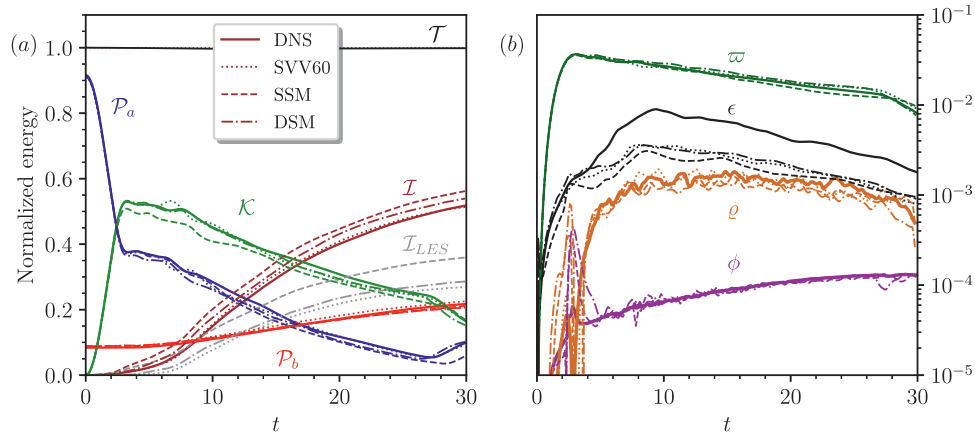 (a)
𝒯
1.0
DNS
SVV60
SSM
DSM
0.8
𝒫a
0.6
𝒦
ℐ
0.4
ℐLES
0.2
𝒫b
0.0
0 10 20 30
t
Normalized energy
(b)
ϖ
ϵ
ϱ
ϕ
10−1
10−2
10−3
10−4
10−5
0 10 20 30
t